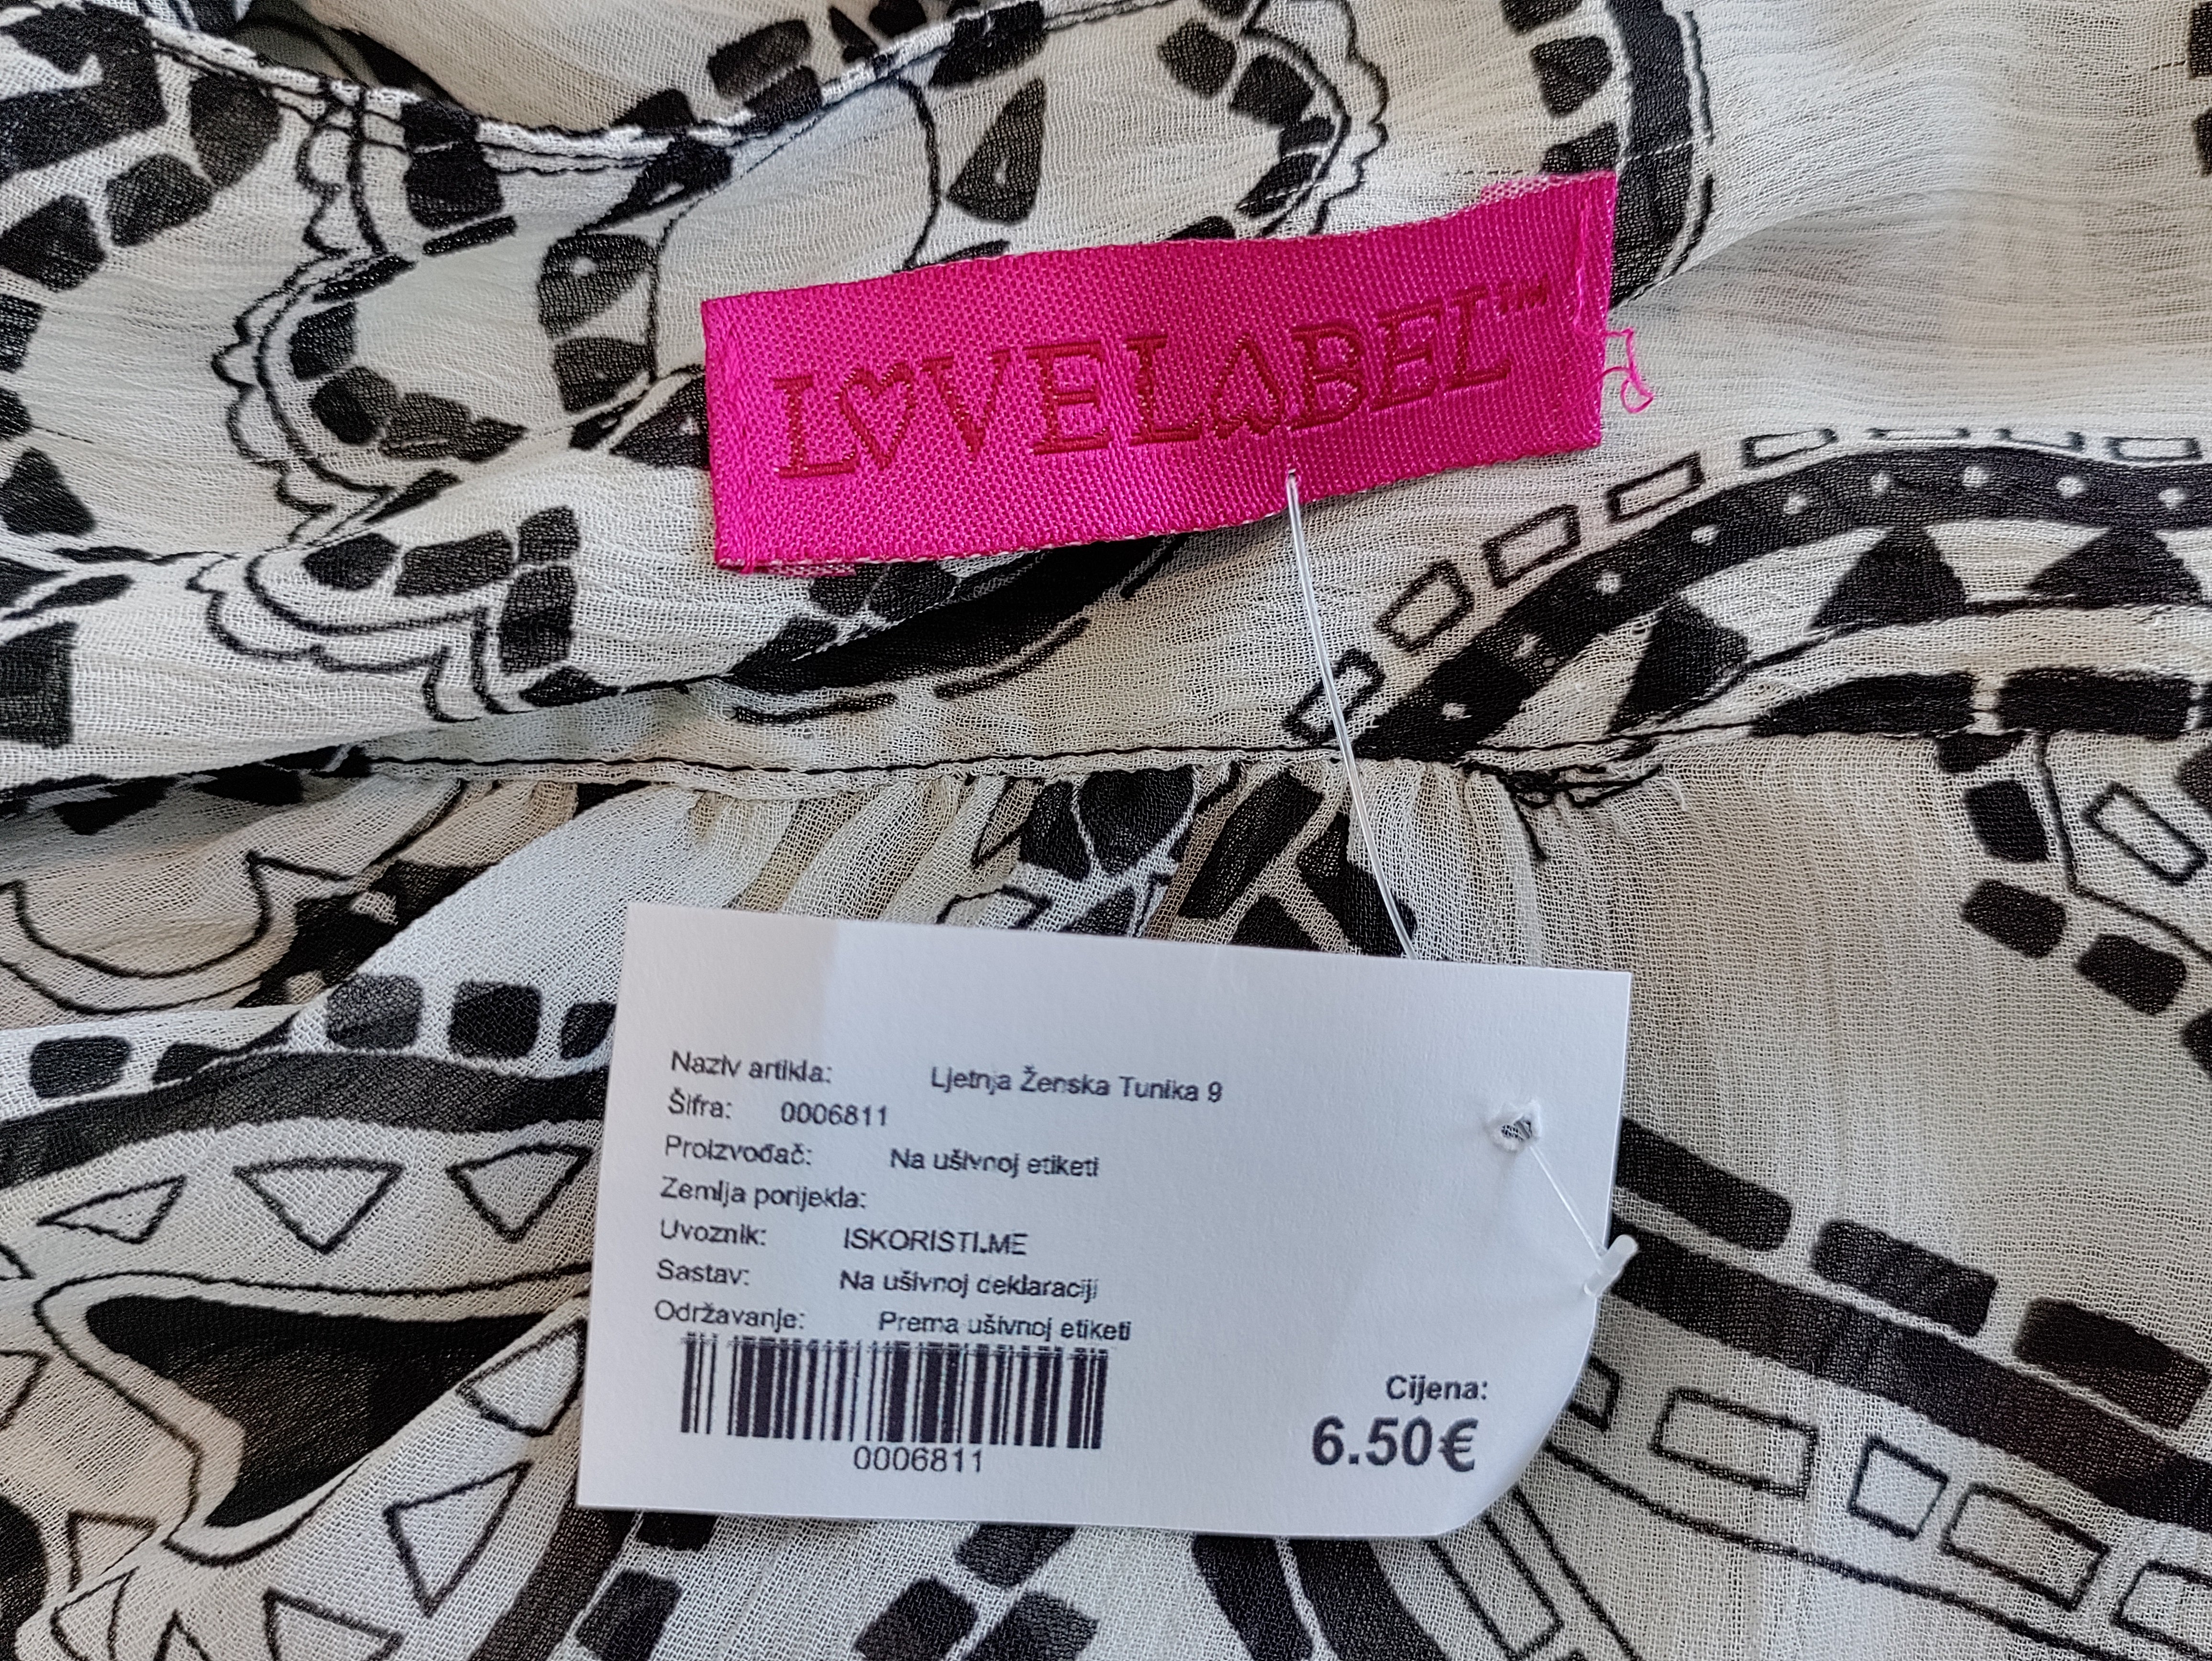 LOVELABEL™
Naziv artikla: Ljetnja Ženska Tunika 9
Šifra: 0006811
Proizvođač: Na ušivnoj etiketi
Zemlja porijekla:
Uvoznik: ISKORISTI.ME
Sastav: Na ušivnoj deklaraciji
Održavanje: Prema ušivnoj etiketi
0006811
Cijena:
6.50€